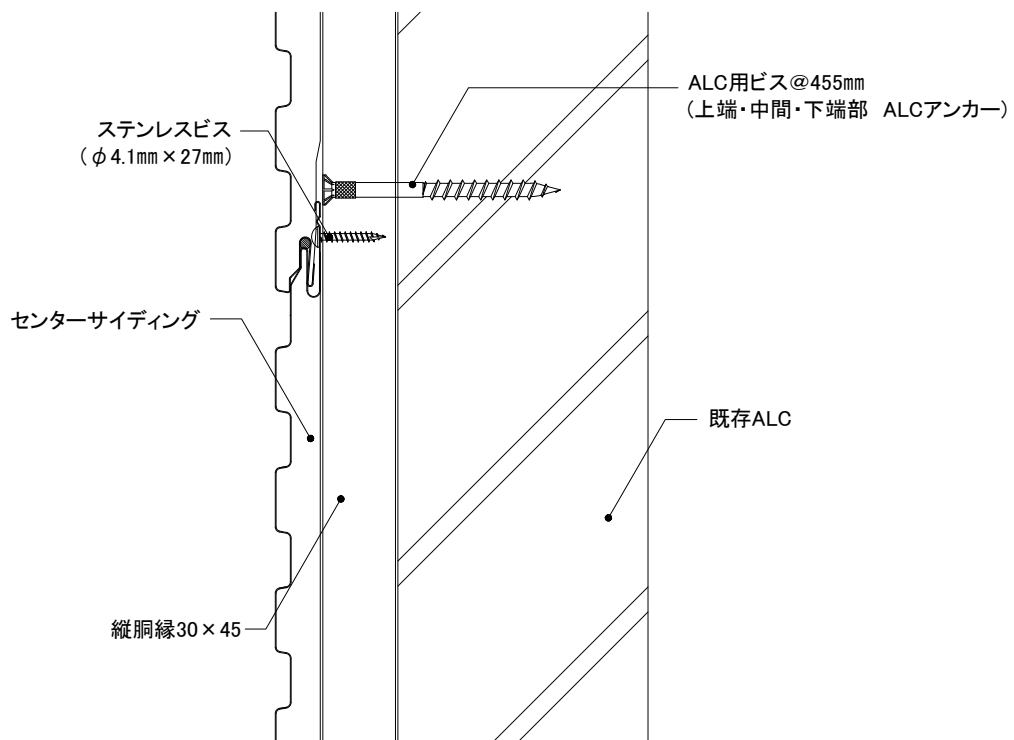 ALC用ビス@455mm
(上端・中間・下端部 ALCアンカー)
ステンレスビス
(φ4.1mm×27mm)
センターサイディング
既存ALC
縦胴縁30×45